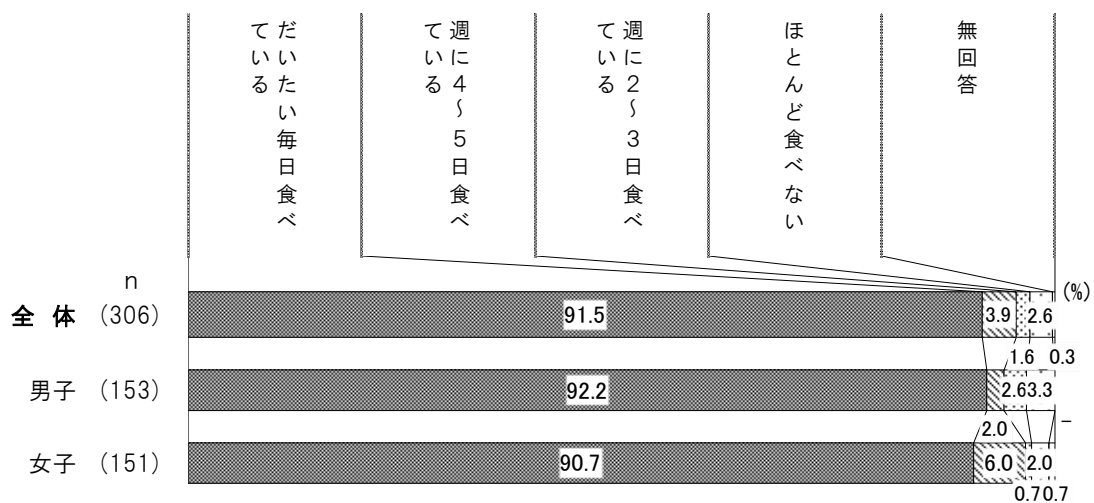 だいたい毎日食べ
ている
週に４～５日食べ
ている
週に２～３日食べ
ている
ほとんど食べない
無回答
n
(%)
全 体 (306) 91.5 3.9 2.6
1.6 0.3
男子 (153) 92.2 2.6 3.3
2.0 －
女子 (151) 90.7 6.0 2.0
0.7 0.7